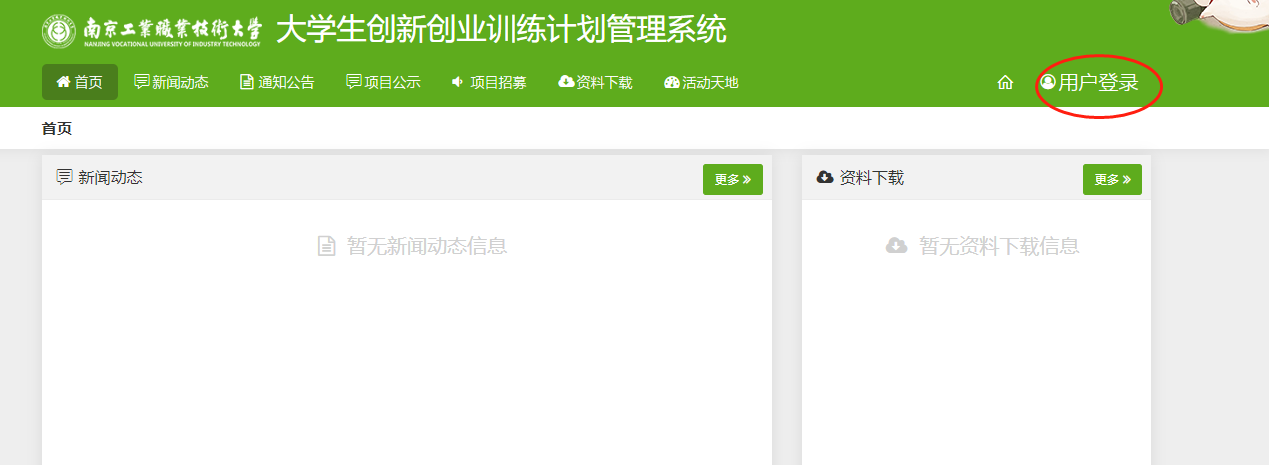 南京工業職業技術大学 大学生创新创业训练计划管理系统
NANJING VOCATIONAL UNIVERSITY OF INDUSTRY TECHNOLOGY
首页 新闻动态 通知公告 项目公示 项目招募 资料下载 活动天地 用户登录
首页
新闻动态 更多 资料下载 更多
暂无新闻动态信息 暂无资料下载信息